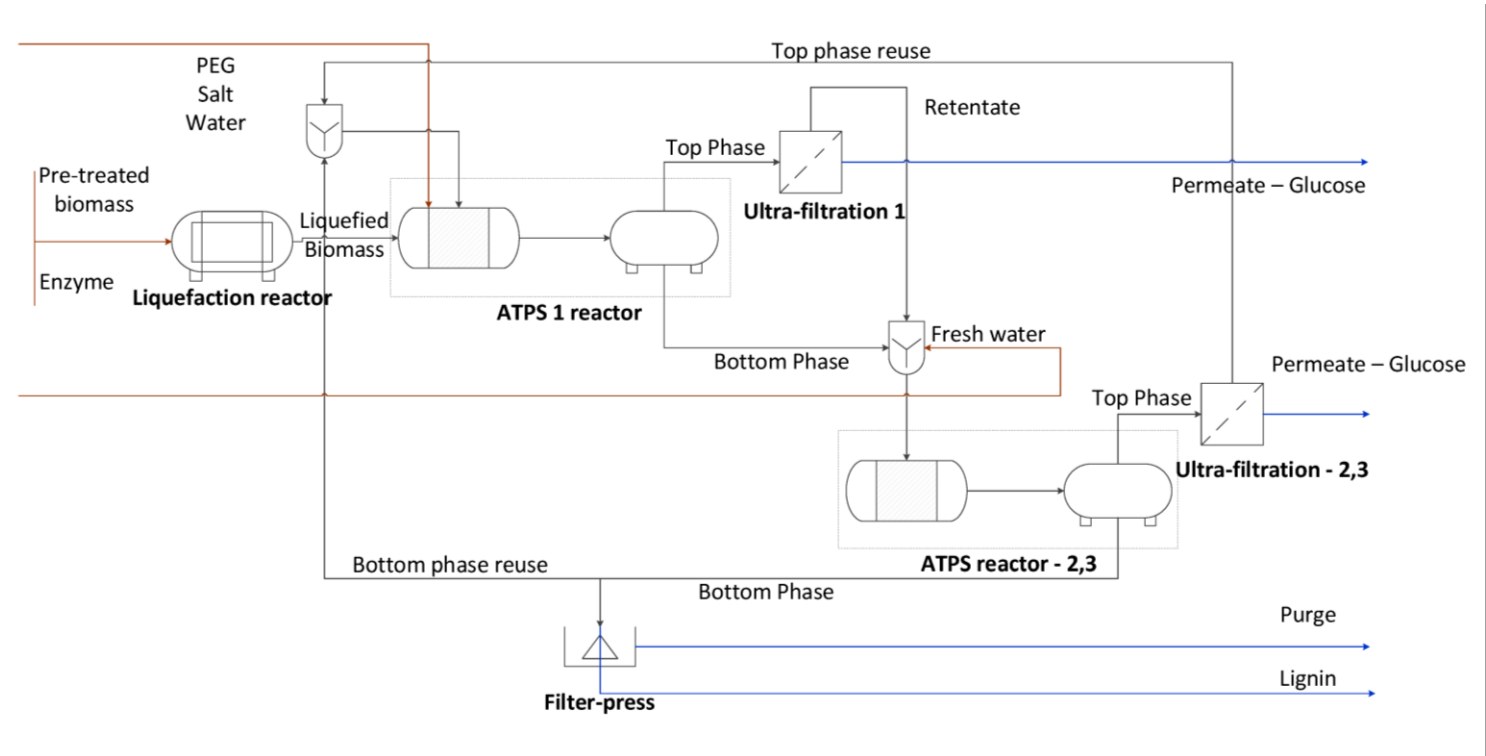 Top phase reuse
PEG
Salt
Water
Retentate
Top Phase
Pre-treated
biomass
Permeate – Glucose
Ultra-filtration 1
Liquefied
Biomass
Enzyme
Liquefaction reactor
ATPS 1 reactor
Fresh water
Bottom Phase
Permeate – Glucose
Top Phase
Ultra-filtration - 2,3
Bottom phase reuse
ATPS reactor - 2,3
Bottom Phase
Purge
Lignin
Filter-press